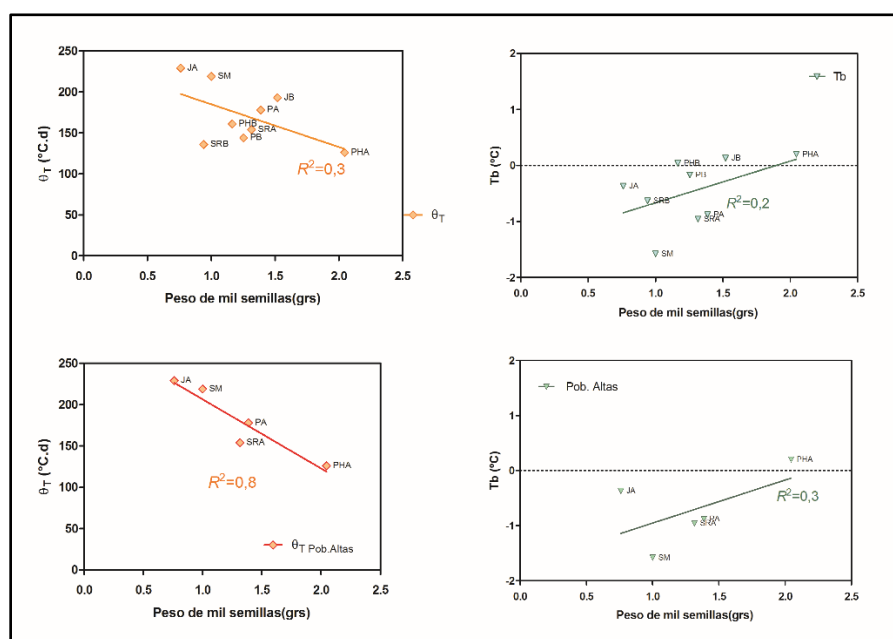 250
200
150
100
50
0
θT (°C.d)
JA
SM
JB
PA
PHB
SRA
PB
SRB
PHA
R²=0,3
θT
0.0 0.5 1.0 1.5 2.0 2.5
Peso de mil semillas(grs)
2
1
0
-1
-2
Tb (°C)
Tb
PHB
JB
PHA
PB
JA
SRB
PA
SRA
SM
R²=0,2
0.0 0.5 1.0 1.5 2.0 2.5
Peso de mil semillas(grs)
250
200
150
100
50
0
θT (°C.d)
JA
SM
PA
SRA
PHA
R²=0,8
θT Pob.Altas
0.0 0.5 1.0 1.5 2.0 2.5
Peso de mil semillas(grs)
2
1
0
-1
-2
Tb (°C)
Pob. Altas
PHA
JA
PA
SRA
SM
R²=0,3
0.0 0.5 1.0 1.5 2.0 2.5
Peso de mil semillas(grs)